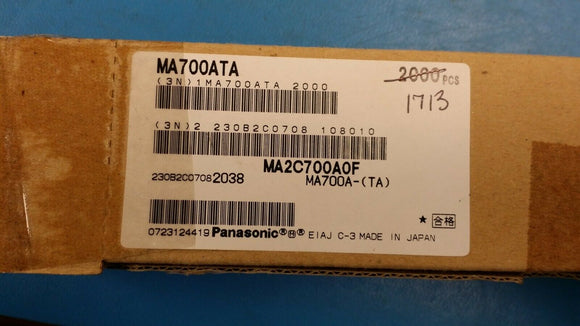 MA700ATA
2000 PCS
1713
(3N)1MA700ATA 2000
(3N)2 230B2C0708 108010
MA2C700A0F
230B2C0708 2038 MA700A-(TA)
★ 合格
0723124419 Panasonic® Ⓗ® EIAJ C-3 MADE IN JAPAN